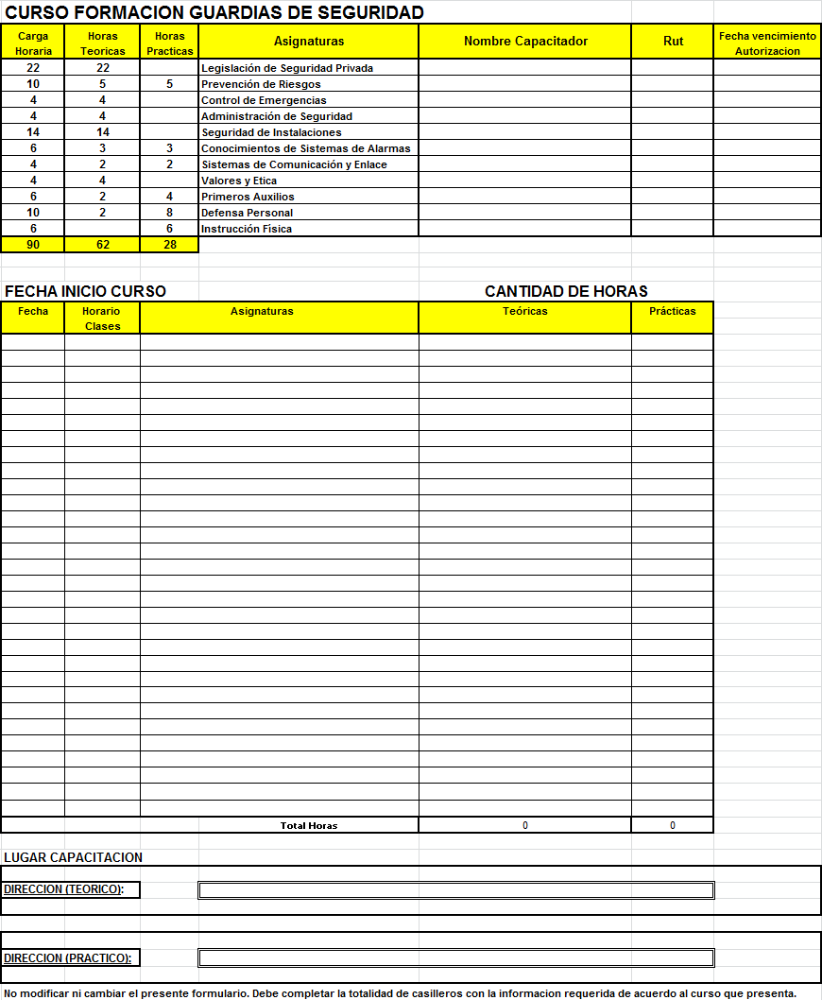 CURSO FORMACION GUARDIAS DE SEGURIDAD
Carga Horaria Horas Teoricas Horas Practicas Asignaturas Nombre Capacitador Rut Fecha vencimiento Autorizacion
22 22 Legislación de Seguridad Privada
10 5 5 Prevención de Riesgos
4 4 Control de Emergencias
4 4 Administración de Seguridad
14 14 Seguridad de Instalaciones
6 3 3 Conocimientos de Sistemas de Alarmas
4 2 2 Sistemas de Comunicación y Enlace
4 4 Valores y Etica
6 2 4 Primeros Auxilios
10 2 8 Defensa Personal
6 6 Instrucción Física
90 62 28
FECHA INICIO CURSO CANTIDAD DE HORAS
Fecha Horario Clases Asignaturas Teóricas Prácticas
Total Horas 0 0
LUGAR CAPACITACION
DIRECCION (TEORICO):
DIRECCION (PRACTICO):
No modificar ni cambiar el presente formulario. Debe completar la totalidad de casilleros con la informacion requerida de acuerdo al curso que presenta.